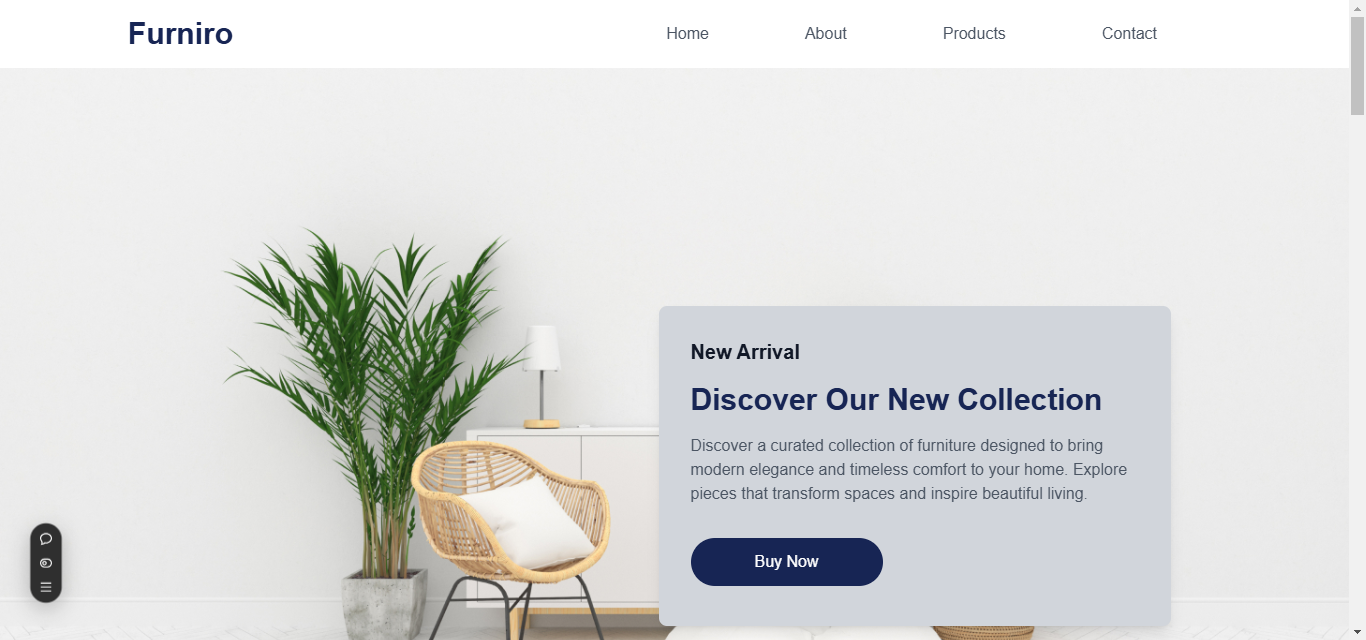 Furniro
Home About Products Contact
New Arrival
Discover Our New Collection
Discover a curated collection of furniture designed to bring
modern elegance and timeless comfort to your home. Explore
pieces that transform spaces and inspire beautiful living.
Buy Now